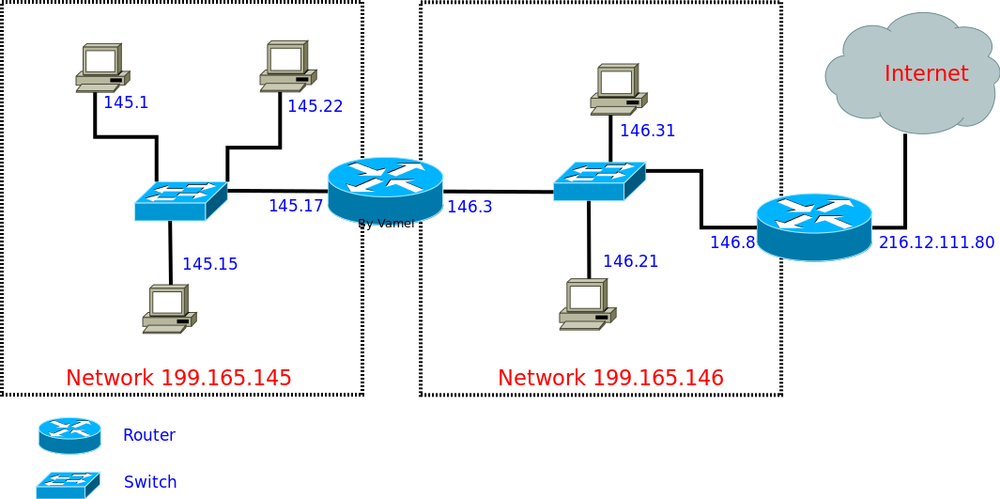 Internet
145.1
145.22
146.31
145.17
146.3
By Vamel
146.8
216.12.111.80
145.15
146.21
Network 199.165.145
Network 199.165.146
Router
Switch